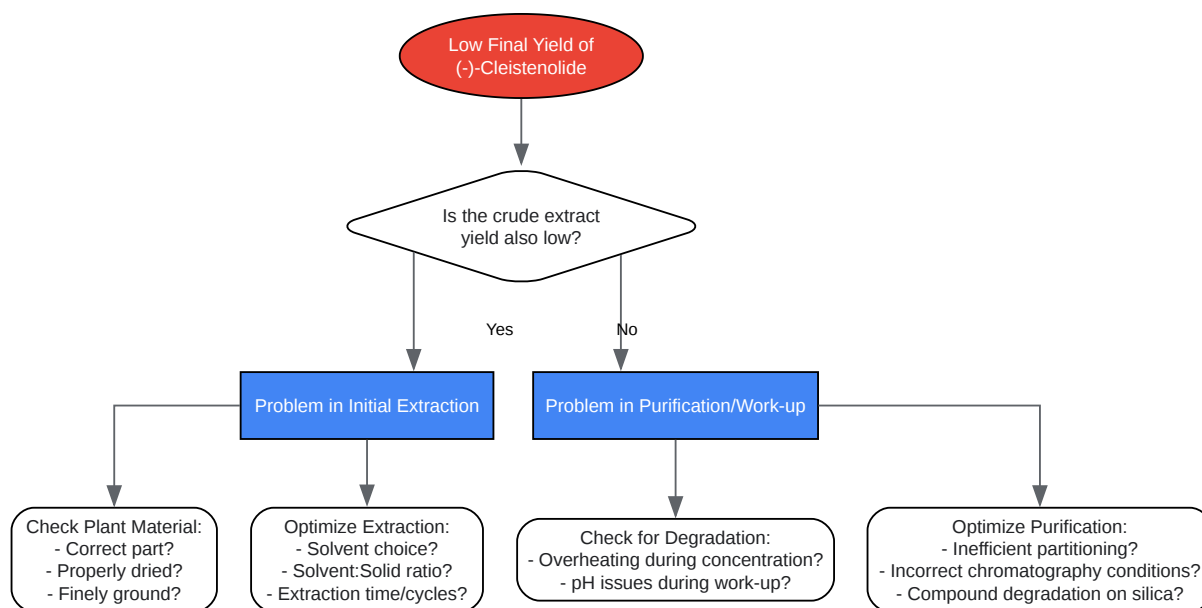 Low Final Yield of
(-)-Cleistenolide
Is the crude extract
yield also low?
Yes
No
Problem in Initial Extraction
Problem in Purification/Work-up
Check Plant Material:
- Correct part?
- Properly dried?
- Finely ground?
Optimize Extraction:
- Solvent choice?
- Solvent:Solid ratio?
- Extraction time/cycles?
Check for Degradation:
- Overheating during concentration?
- pH issues during work-up?
Optimize Purification:
- Inefficient partitioning?
- Incorrect chromatography conditions?
- Compound degradation on silica?